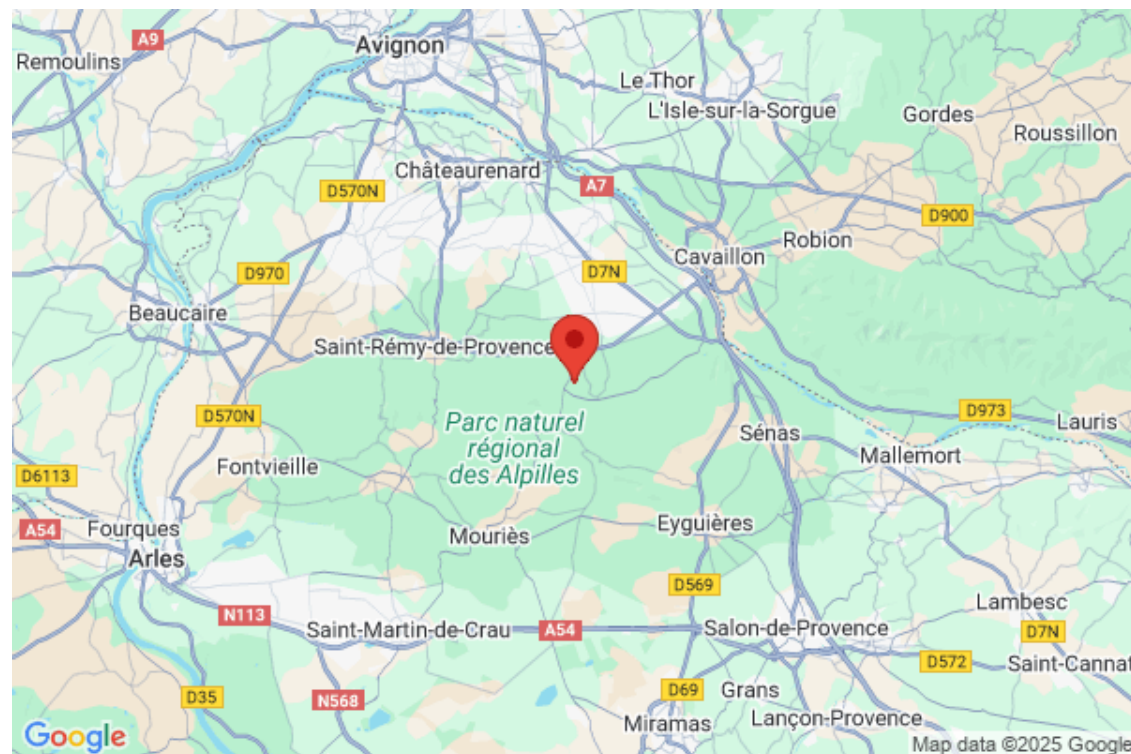 A9
Avignon
Remoulins
Le Thor
L'Isle-sur-la-Sorgue
Gordes
Roussillon
Châteaurenard
A7
D570N
D900
Robion
Cavaillon
D970
D7N
Beaucaire
Saint-Rémy-de-Provence
D570N
Parc naturel
régional
des Alpilles
D973
Lauris
Sénas
Mallemort
Fontvieille
D6113
A54
Fourques
Arles
Mouriès
Eyguières
D569
N113
Saint-Martin-de-Crau
A54
Salon-de-Provence
Lambesc
D7N
D572
Saint-Cannat
D35
N568
D69
Grans
Miramas
Lançon-Provence
Google
Map data ©2025 Google